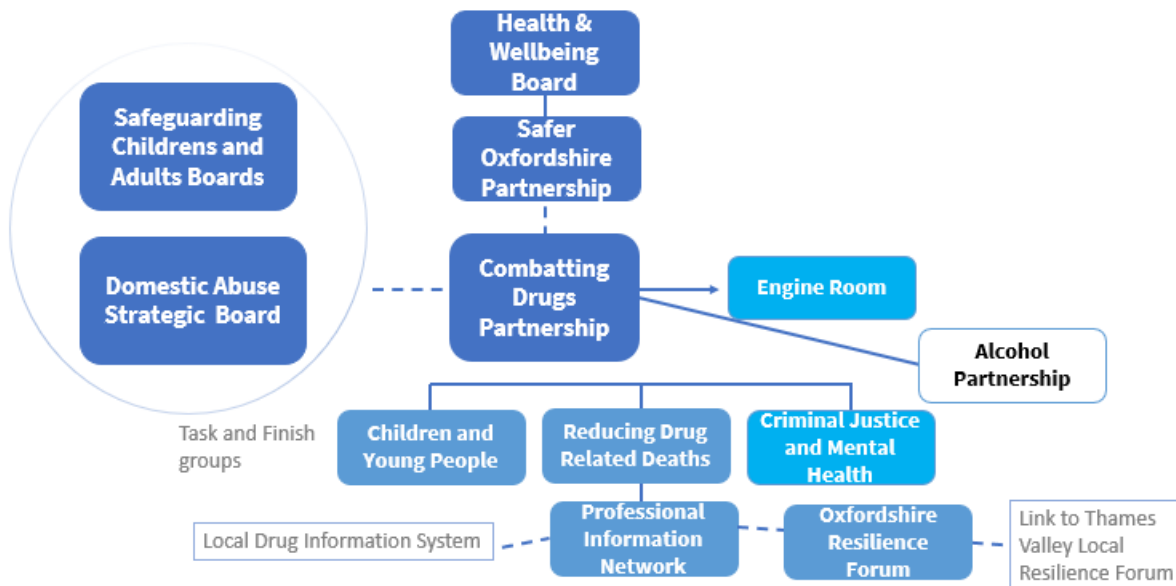 Health &
Wellbeing
Board
Safeguarding
Childrens and
Adults Boards
Safer
Oxfordshire
Partnership
Domestic Abuse
Strategic Board
Combatting
Drugs
Partnership
Engine Room
Alcohol
Partnership
Task and Finish
groups
Children and
Young People
Reducing Drug
Related Deaths
Criminal Justice
and Mental
Health
Local Drug Information System
Professional
Information
Network
Oxfordshire
Resilience
Forum
Link to Thames
Valley Local
Resilience Forum